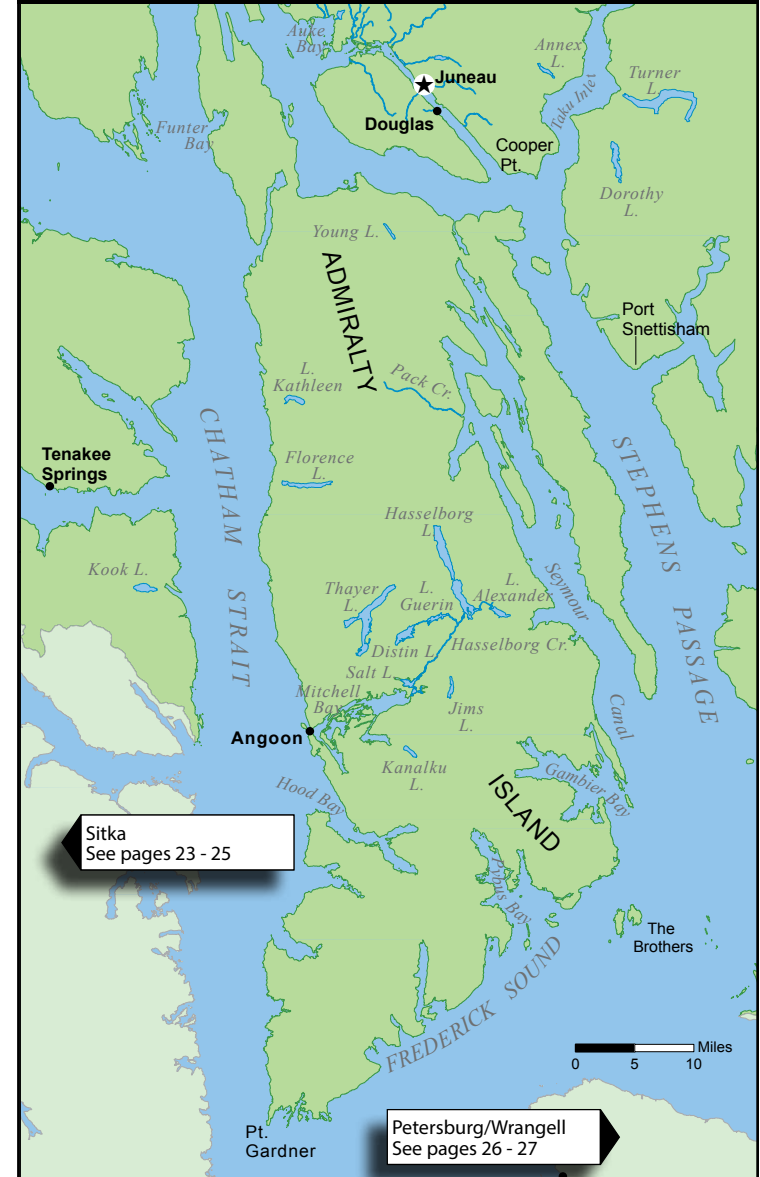 Auke
Bay
Juneau
Annex
L.
Turner
L.
Taku Inlet
Funter
Bay
Douglas
Cooper
Pt.
Dorothy
L.
Young L.
ADMIRALTY
Port
Snettisham
L.
Kathleen
Pack Cr.
CHATHAM STRAIT
STEPHENS PASSAGE
Tenakee
Springs
Florence
L.
Hasselborg
L.
Kook L.
Thayer
L.
L.
Guerin
L.
Alexander
Seymour
Canal
Distin L.
Hasselborg Cr.
Salt L.
Mitchell
Bay
Jims
L.
Angoon
Kanalku
L.
Hood Bay
Gambier Bay
ISLAND
Sitka
See pages 23 - 25
Pybus Bay
The
Brothers
FREDERICK SOUND
Miles
0 5 10
Pt.
Gardner
Petersburg/Wrangell
See pages 26 - 27